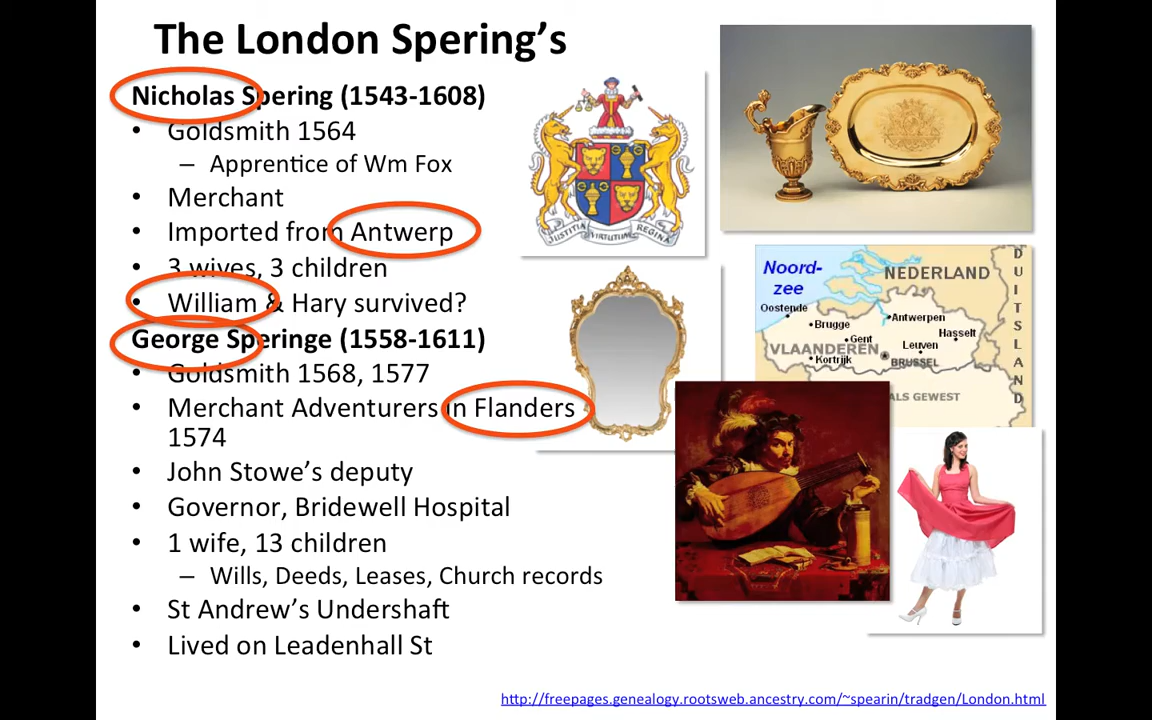 The London Spering's
Nicholas Spering (1543-1608)
• Goldsmith 1564
– Apprentice of Wm Fox
• Merchant
• Imported from Antwerp
• 3 wives, 3 children
• William & Hary survived?
George Speringe (1558-1611)
• Goldsmith 1568, 1577
• Merchant Adventurers in Flanders
1574
• John Stowe's deputy
• Governor, Bridewell Hospital
• 1 wife, 13 children
– Wills, Deeds, Leases, Church records
• St Andrew's Undershaft
• Lived on Leadenhall St
JUSTITIA VIRTUTUM REGINA
Noord-
zee
NEDERLAND
DUITSLAND
Oostende
Antwerpen
Brugge
Hasselt
Gent
Leuven
VLAANDEREN
Kortrijk
BRUSSEL
ALS GEWEST
http://freepages.genealogy.rootsweb.ancestry.com/~spearin/tradgen/London.html